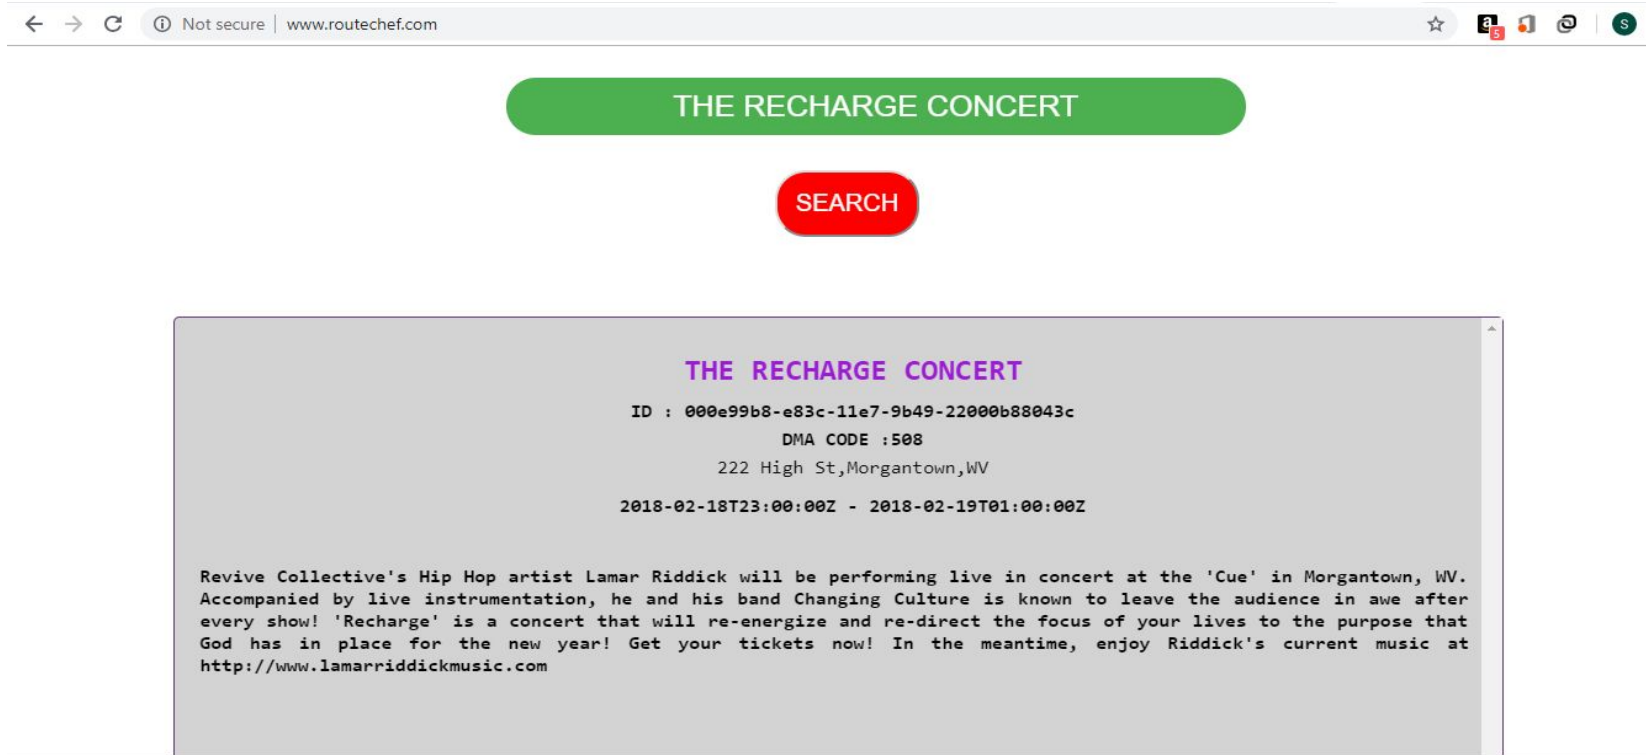 Not secure | www.routechef.com
5
S
THE RECHARGE CONCERT
SEARCH
THE RECHARGE CONCERT
ID : 000e99b8-e83c-11e7-9b49-22000b88043c
DMA CODE :508
222 High St,Morgantown,WV
2018-02-18T23:00:00Z - 2018-02-19T01:00:00Z
Revive Collective's Hip Hop artist Lamar Riddick will be performing live in concert at the 'Cue' in Morgantown, WV.
Accompanied by live instrumentation, he and his band Changing Culture is known to leave the audience in awe after
every show! 'Recharge' is a concert that will re-energize and re-direct the focus of your lives to the purpose that
God has in place for the new year! Get your tickets now! In the meantime, enjoy Riddick's current music at
http://www.lamarriddickmusic.com